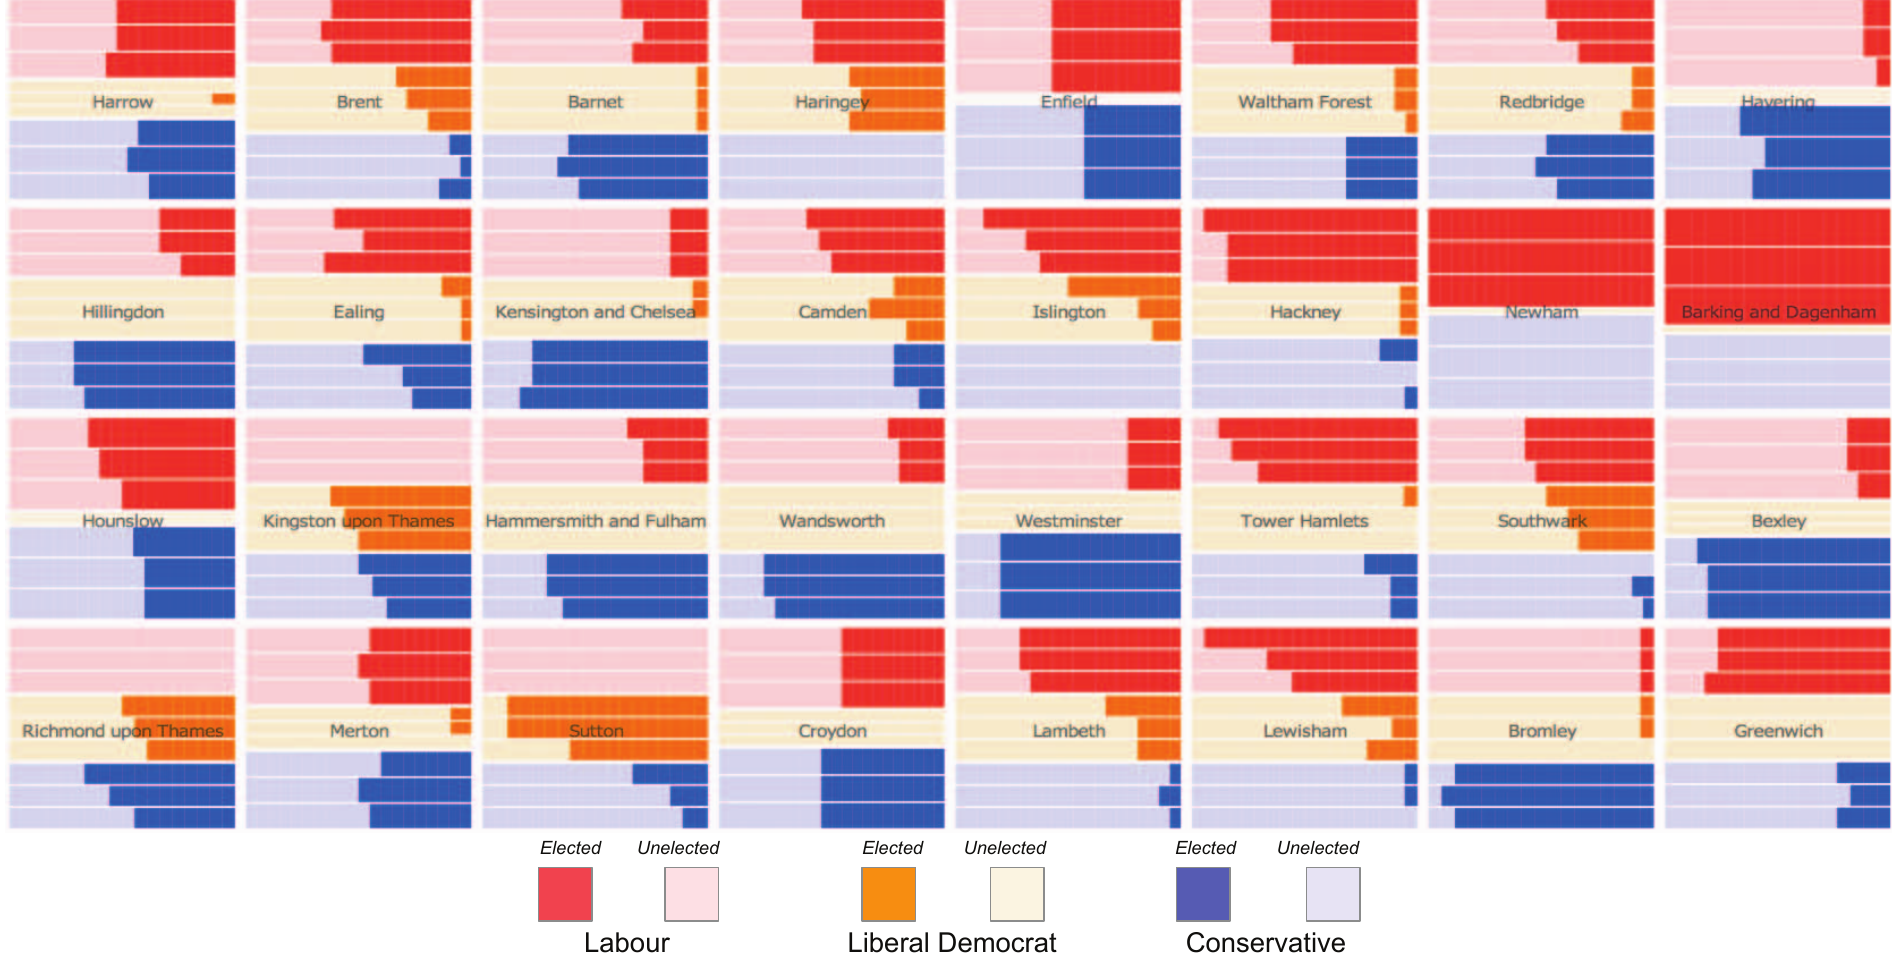 Harrow
Brent
Barnet
Haringey
Enfield
Waltham Forest
Redbridge
Havering
Hillingdon
Ealing
Kensington and Chelsea
Camden
Islington
Hackney
Newham
Barking and Dagenham
Hounslow
Kingston upon Thames
Hammersmith and Fulham
Wandsworth
Westminster
Tower Hamlets
Southwark
Bexley
Richmond upon Thames
Merton
Sutton
Croydon
Lambeth
Lewisham
Bromley
Greenwich
Elected Unelected
Elected Unelected
Elected Unelected
Labour
Liberal Democrat
Conservative